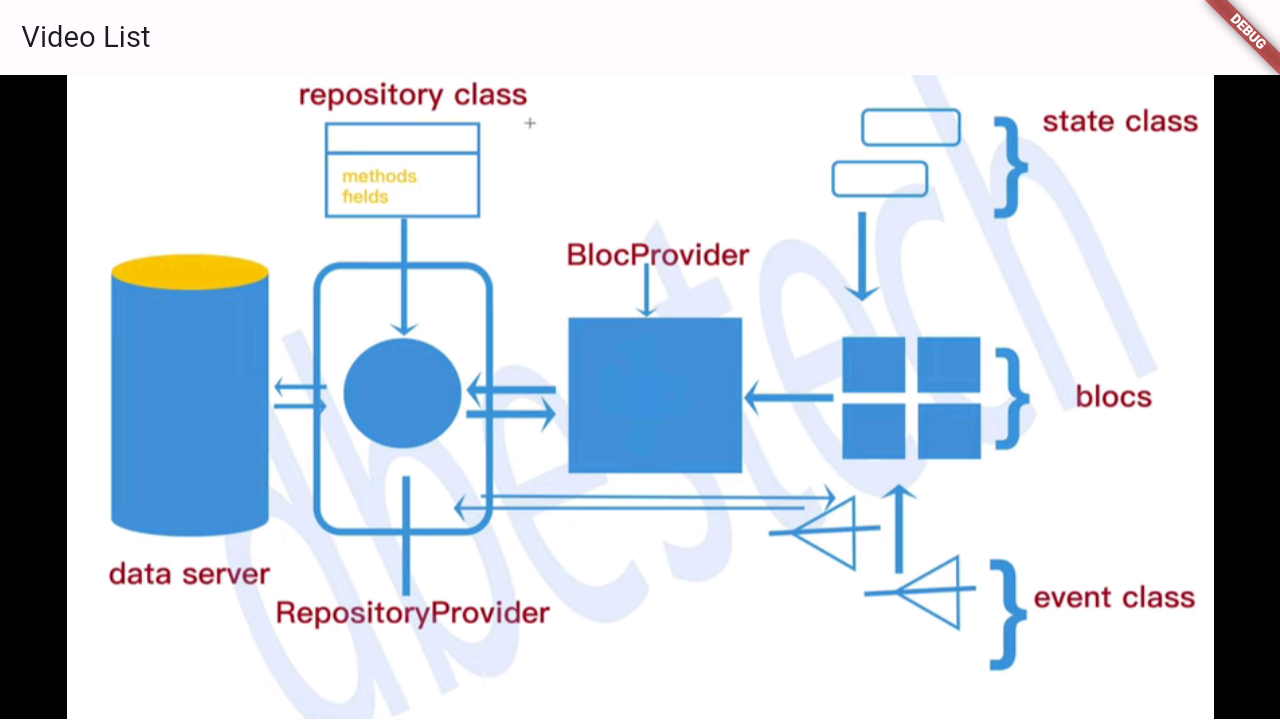 Video List
DEBUG
repository class
state class
methods
fields
BlocProvider
blocs
data server
RepositoryProvider
event class
dbestech